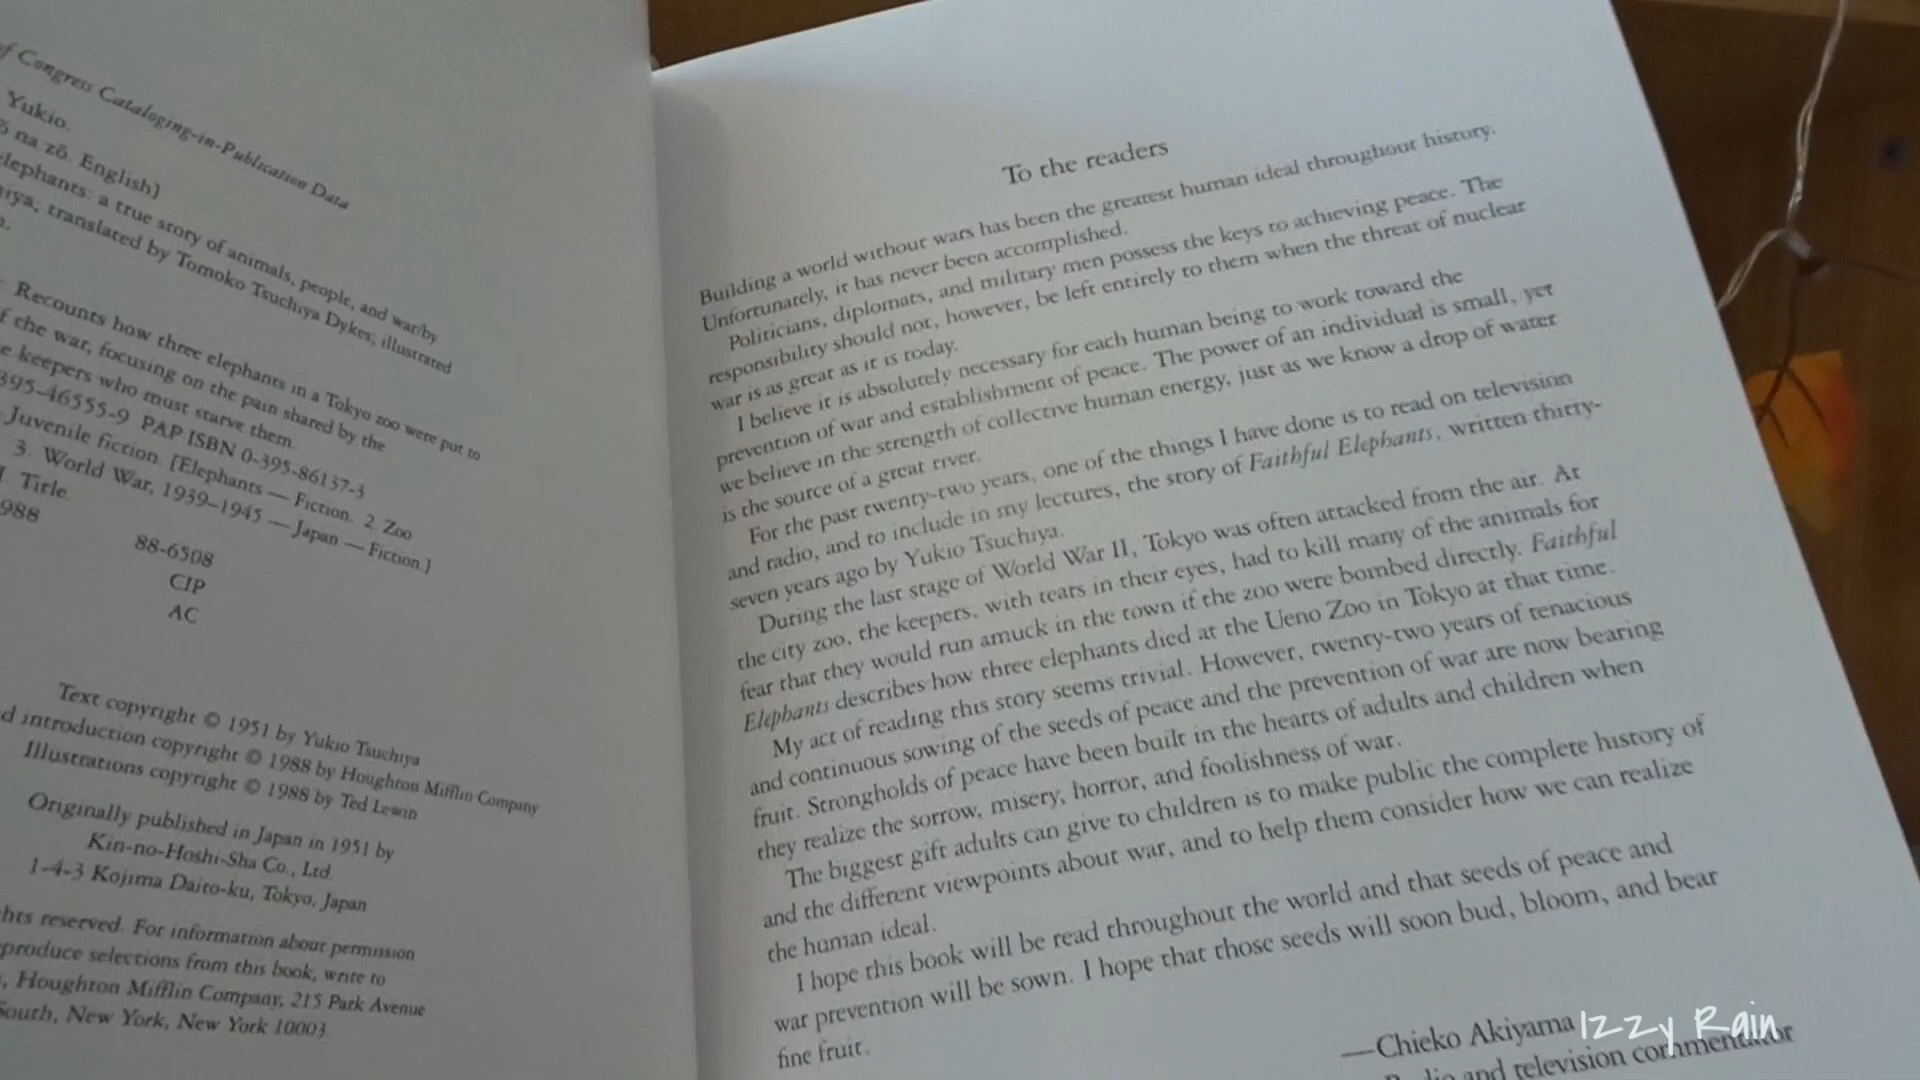 of Congress Cataloging-in-Publication Data
Yukio.
na zō. English]
elephants: a true story of animals, people, and war/by
translated by Tomoko Tsuchiya Dykes; illustrated
Recounts how three elephants in a Tokyo zoo were put to
the war, focusing on the pain shared by the
keepers who must starve them.
395-46555-9 PAP ISBN 0-395-86137-3
Juvenile fiction. [Elephants — Fiction. 2 Zoo
3. World War, 1939–1945 — Japan — Fiction.]
Title.
988
88-6508
CIP
AC
Text copyright © 1951 by Yukio Tsuchiya
introduction copyright © 1988 by Houghton Mifflin Company
Illustrations copyright © 1988 by Ted Lewin
Originally published in Japan in 1951 by
Kin-no-Hoshi-Sha Co., Ltd.
1-4-3 Kojima Daito-ku, Tokyo, Japan
reserved. For information about permission
produce selections from this book, write to
, Houghton Mifflin Company, 215 Park Avenue
South, New York, New York 10003.
To the readers
Building a world without wars has been the greatest human ideal throughout history.
Unfortunately, it has never been accomplished.
Politicians, diplomats, and military men possess the keys to achieving peace. The
responsibility should not, however, be left entirely to them when the threat of nuclear
war is as great as it is today.
I believe it is absolutely necessary for each human being to work toward the
prevention of war and establishment of peace. The power of an individual is small, yet
we believe in the strength of collective human energy, just as we know a drop of water
is the source of a great river.
For the past twenty-two years, one of the things I have done is to read on television
and radio, and to include in my lectures, the story of Faithful Elephants, written thirty-
seven years ago by Yukio Tsuchiya.
During the last stage of World War II, Tokyo was often attacked from the air. At
the city zoo, the keepers, with tears in their eyes, had to kill many of the animals for
fear that they would run amuck in the town if the zoo were bombed directly. Faithful
Elephants describes how three elephants died at the Ueno Zoo in Tokyo at that time.
My act of reading this story seems trivial. However, twenty-two years of tenacious
and continuous sowing of the seeds of peace and the prevention of war are now bearing
fruit. Strongholds of peace have been built in the hearts of adults and children when
they realize the sorrow, misery, horror, and foolishness of war.
The biggest gift adults can give to children is to make public the complete history of
and the different viewpoints about war, and to help them consider how we can realize
the human ideal.
I hope this book will be read throughout the world and that seeds of peace and
war prevention will be sown. I hope that those seeds will soon bud, bloom, and bear
fine fruit.
—Chieko Akiyama
and television commentator
Izzy Rain